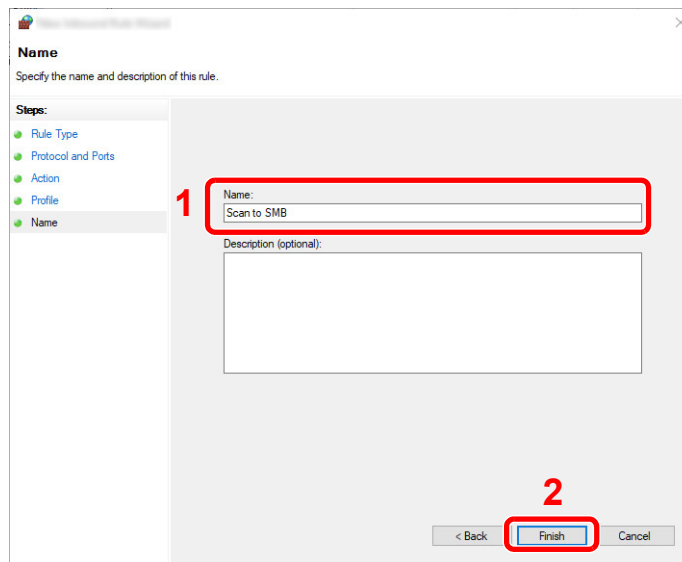 Name
Specify the name and description of this rule.
Steps:
Rule Type
Protocol and Ports
Action
Profile
Name
1
Name:
Scan to SMB
Description (optional):
2
< Back
Finish
Cancel